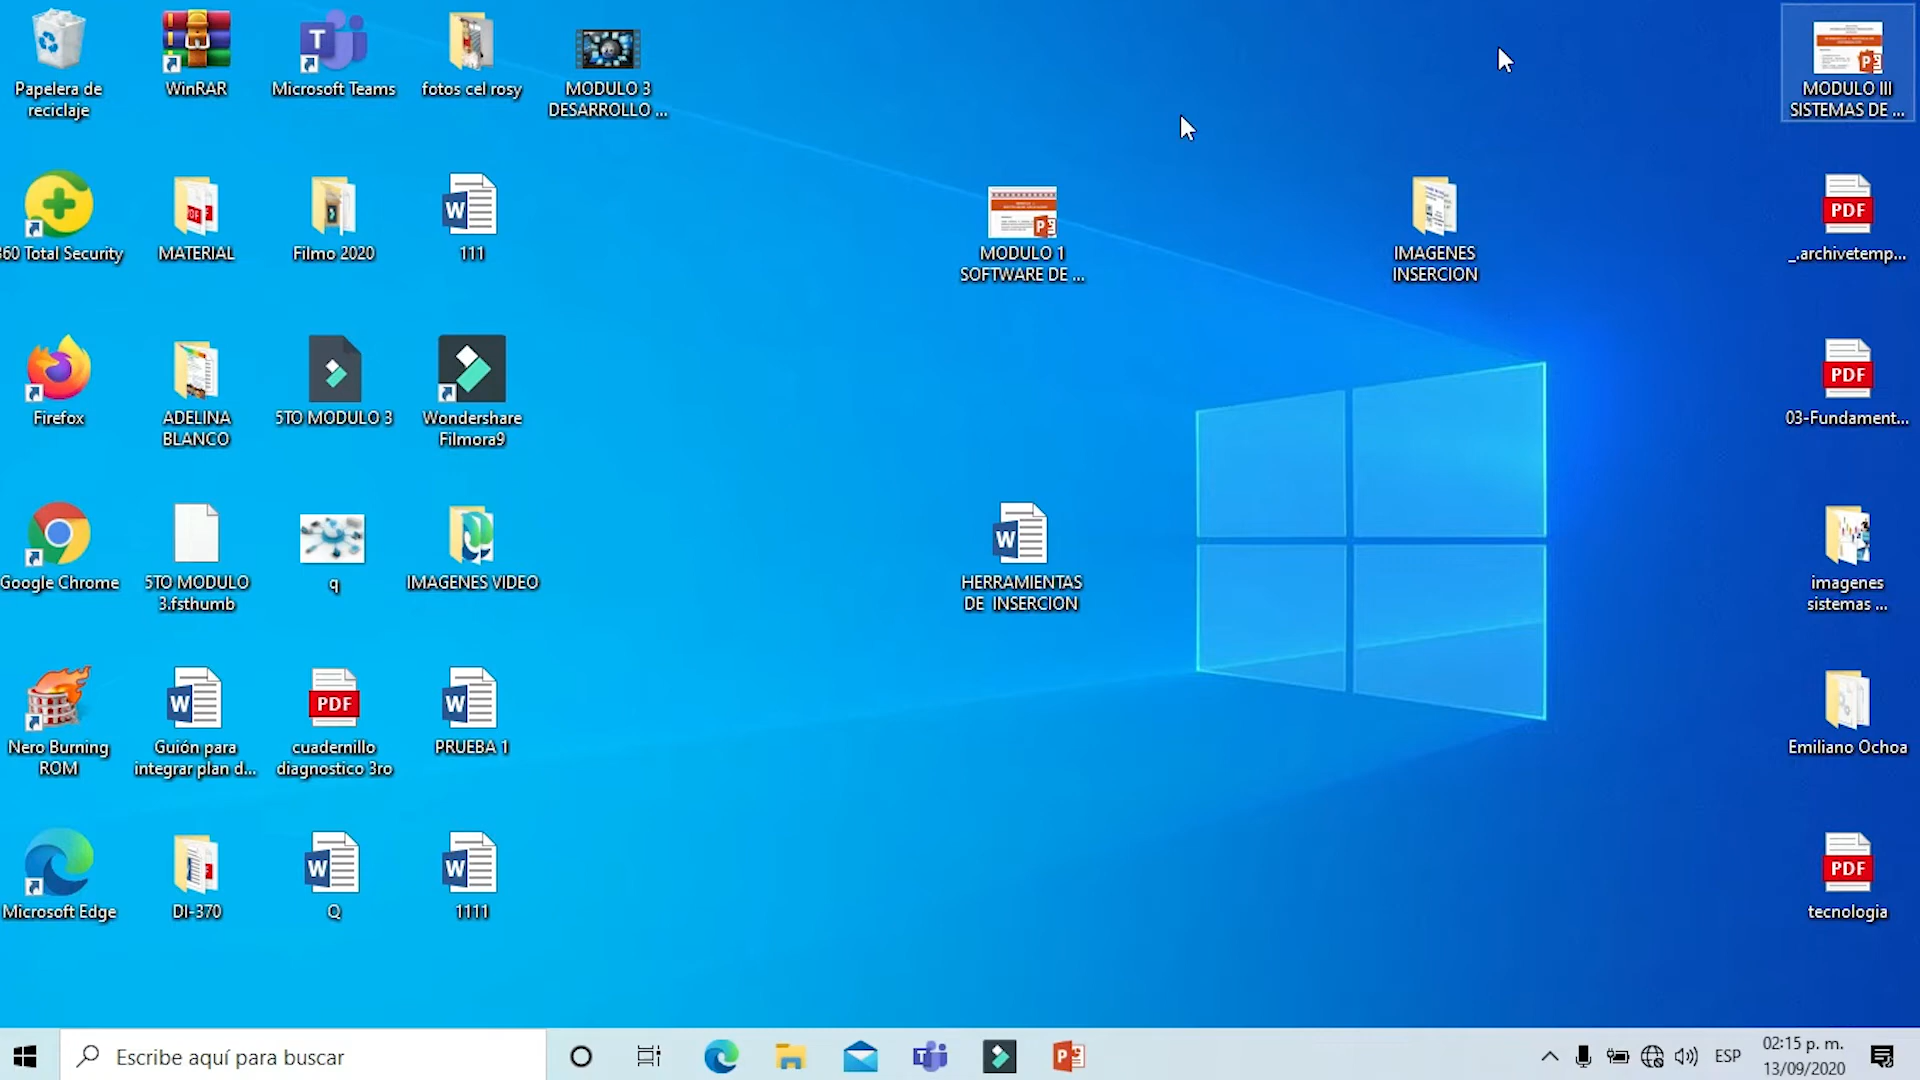 Papelera de
reciclaje
WinRAR
Microsoft Teams
fotos cel rosy
MODULO 3
DESARROLLO ...
MODULO III
SISTEMAS DE ...
360 Total Security
MATERIAL
Filmo 2020
111
MODULO 1
SOFTWARE DE ...
IMAGENES
INSERCION
PDF
_.archivetemp...
Firefox
ADELINA
BLANCO
5TO MODULO 3
Wondershare
Filmora9
PDF
03-Fundament...
Google Chrome
5TO MODULO
3.fsthumb
q
IMAGENES VIDEO
HERRAMIENTAS
DE INSERCION
imagenes
sistemas ...
Nero Burning
ROM
Guión para
integrar plan d...
PDF
cuadernillo
diagnostico 3ro
PRUEBA 1
Emiliano Ochoa
Microsoft Edge
DI-370
Q
1111
PDF
tecnologia
Escribe aquí para buscar
ESP
02:15 p. m.
13/09/2020